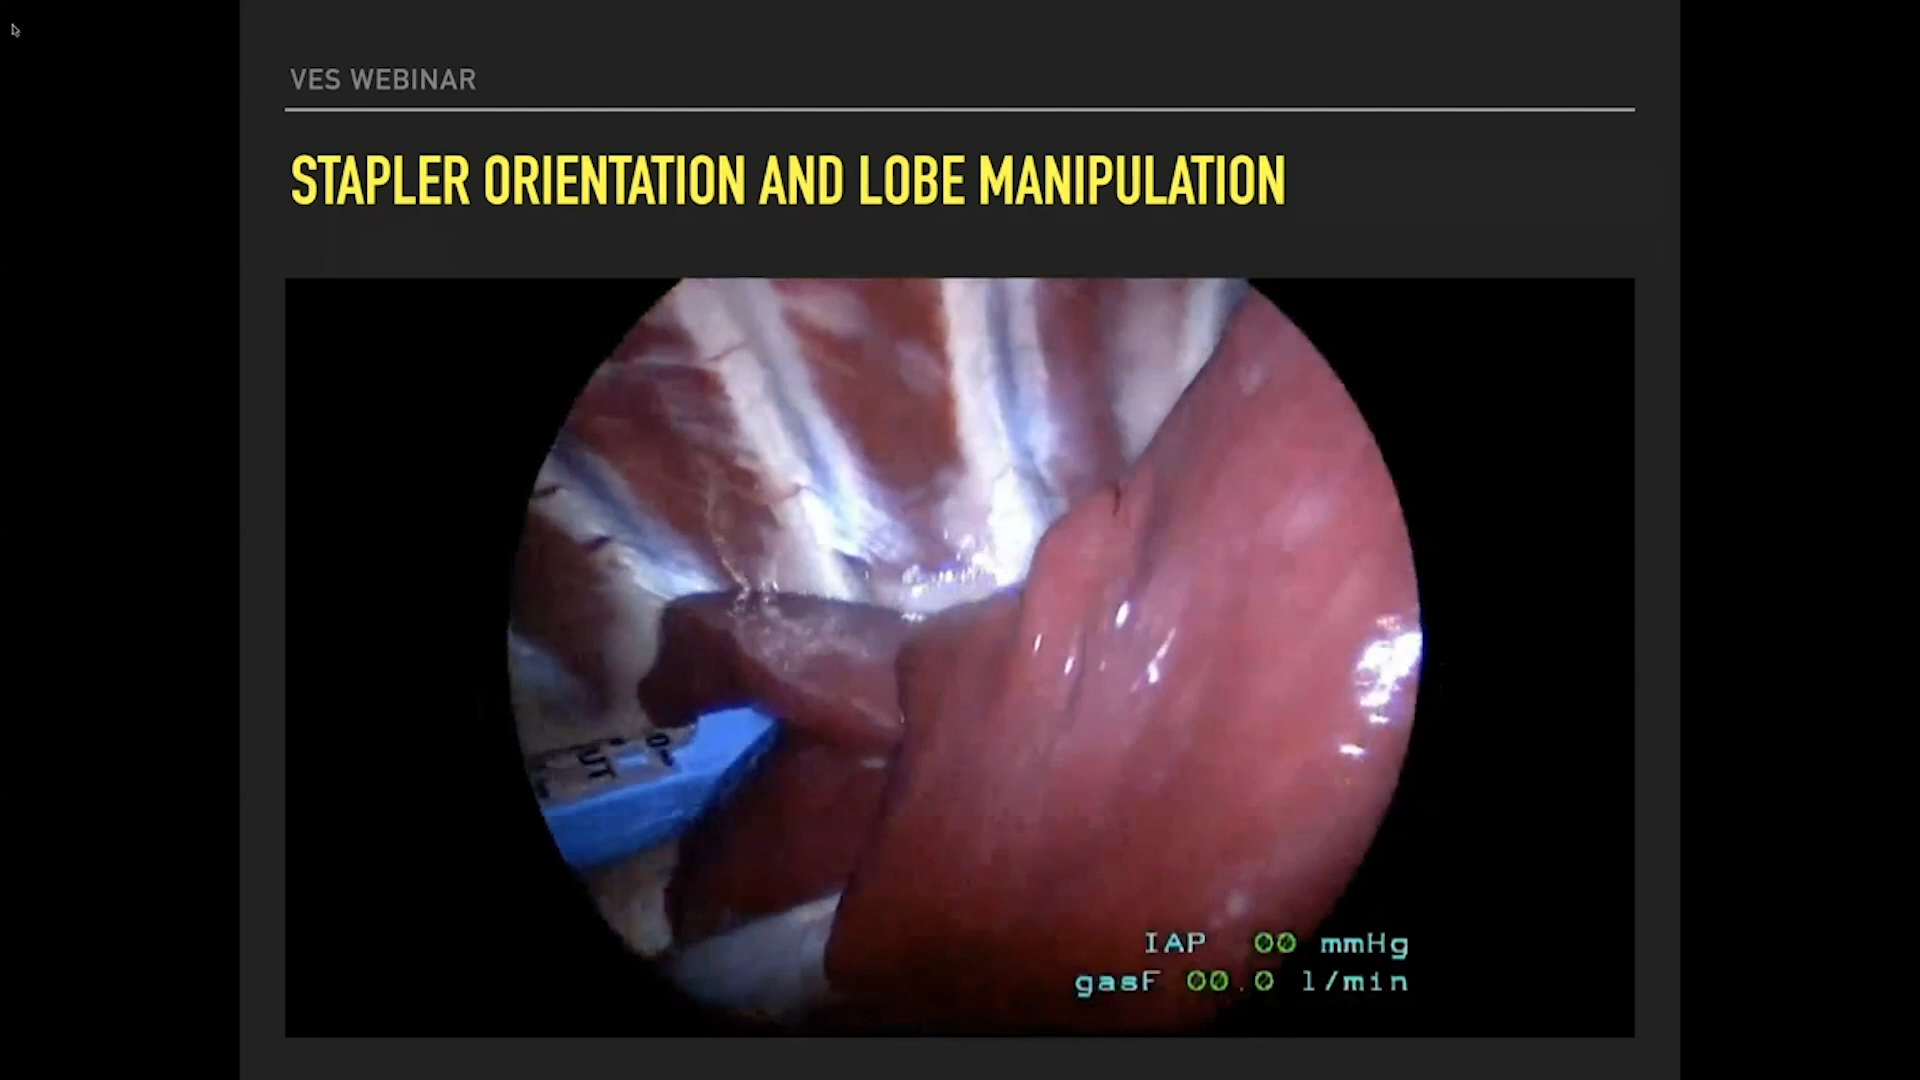 VES WEBINAR
STAPLER ORIENTATION AND LOBE MANIPULATION
IAP 00 mmHg
gasF 00.0 l/min